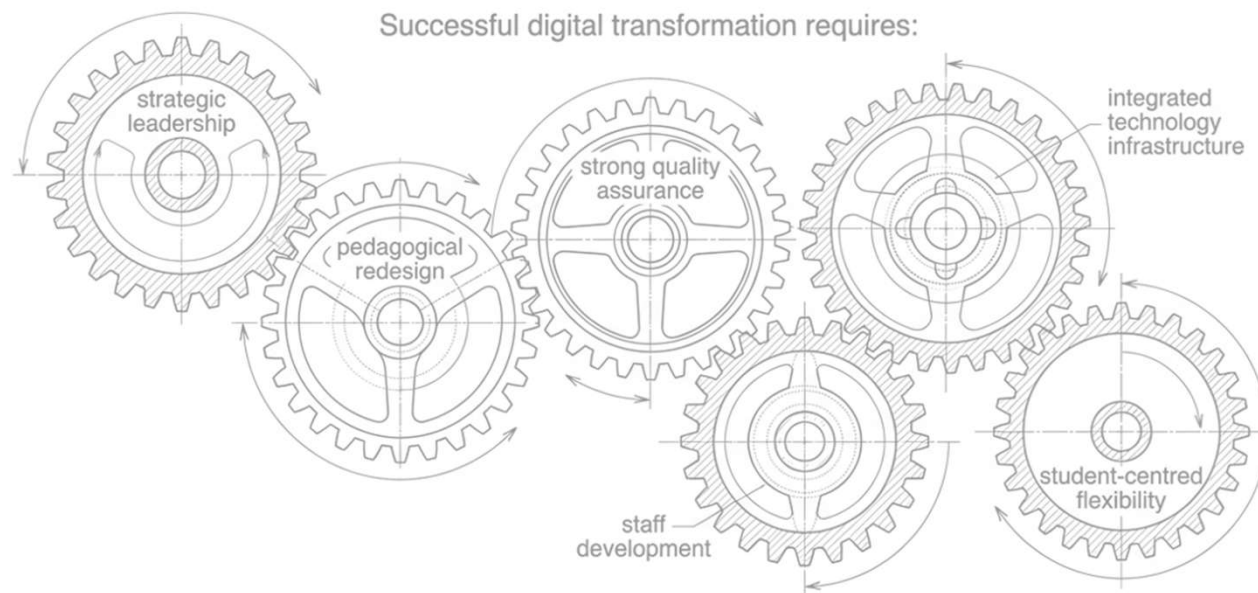 Successful digital transformation requires:
strategic
leadership
pedagogical
redesign
strong quality
assurance
integrated
technology
infrastructure
staff
development
student-centred
flexibility